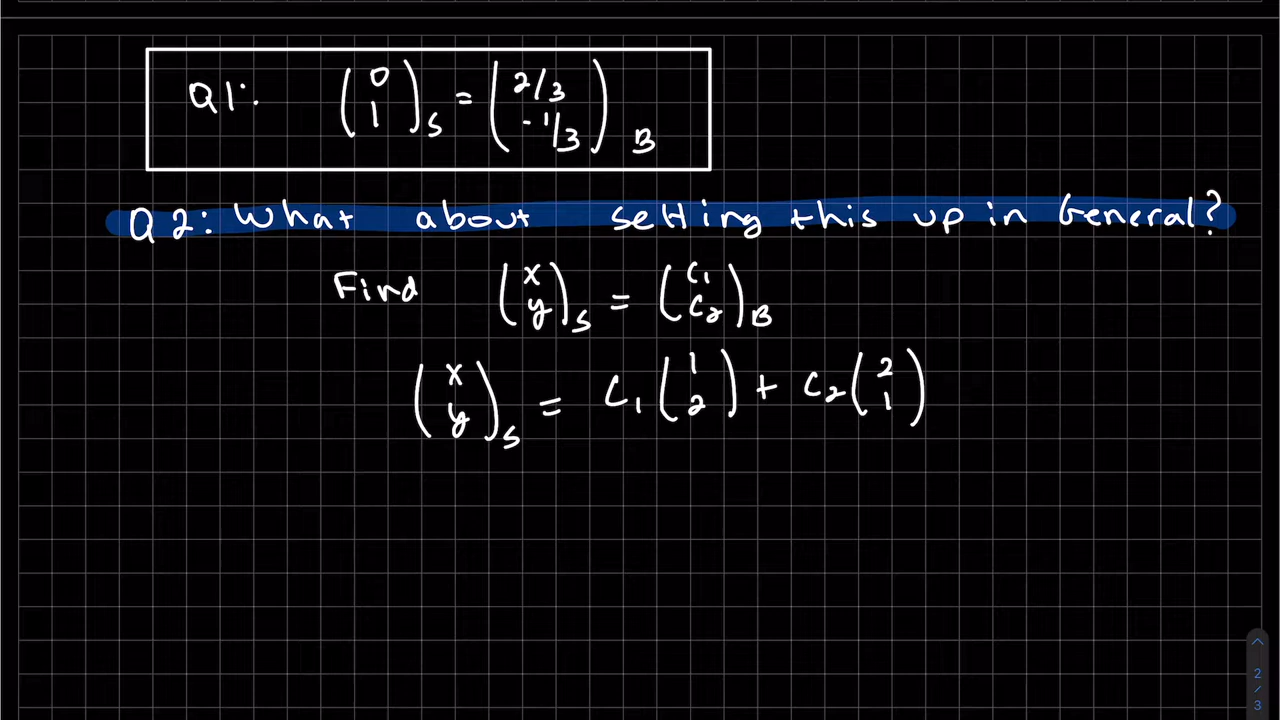 Q1: (0 1)_S = (2/3 -1/3)_B
Q2: What about setting this up in General?
Find (x y)_S = (C1 C2)_B
(x y)_S = C1 (1 2) + C2 (2 1)
2 / 3